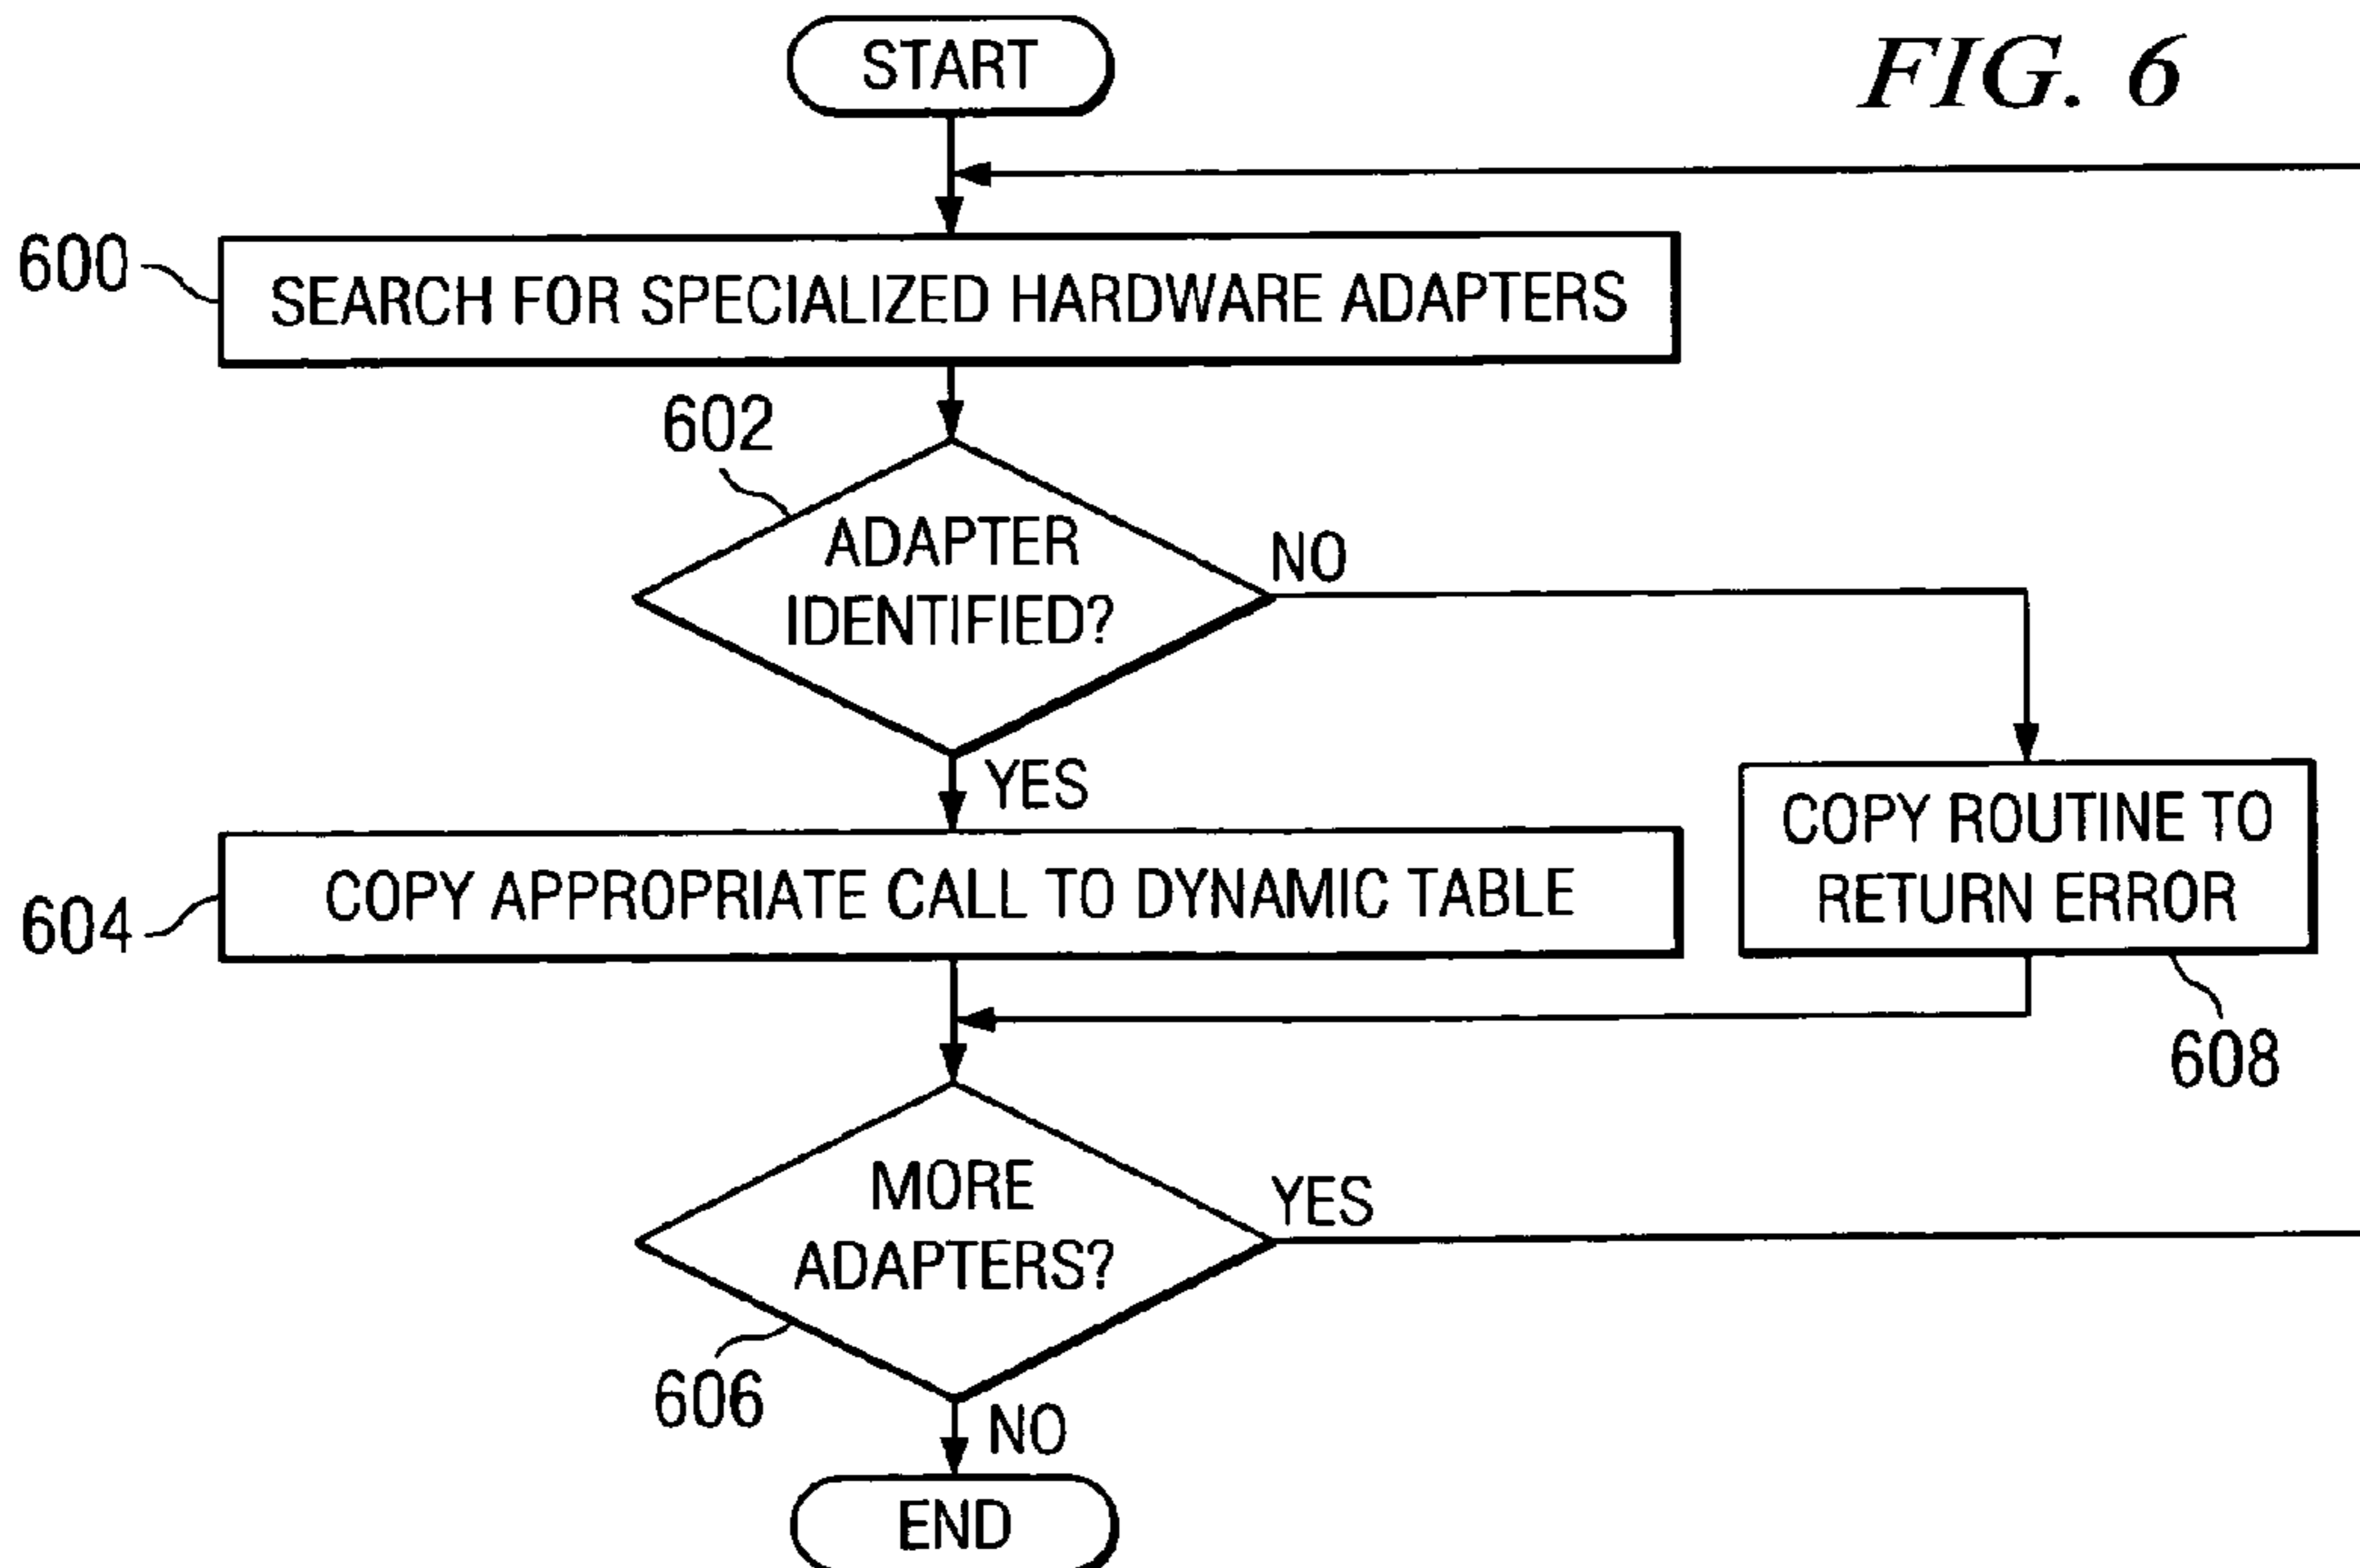 START
FIG. 6
600
SEARCH FOR SPECIALIZED HARDWARE ADAPTERS
602
ADAPTER
IDENTIFIED?
NO
YES
604
COPY APPROPRIATE CALL TO DYNAMIC TABLE
COPY ROUTINE TO
RETURN ERROR
608
MORE
ADAPTERS?
YES
606
NO
END